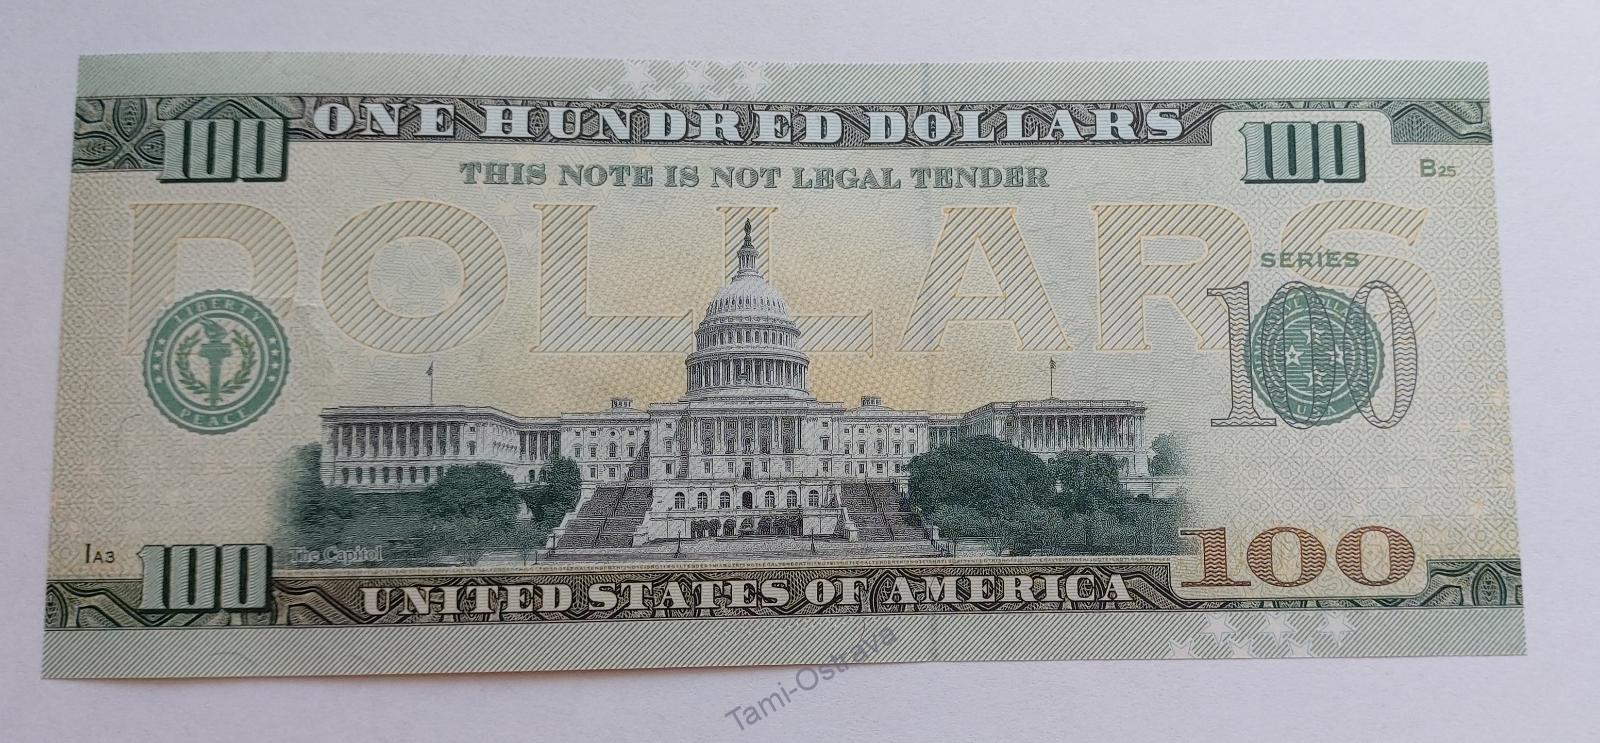 100 ONE HUNDRED DOLLARS 100
THIS NOTE IS NOT LEGAL TENDER
B25
DOLLARS
SERIES
100
LIBERTY
PEACE
USA
IA3
100
The Capitol
100
UNITED STATES OF AMERICA
Tami-Ostrava